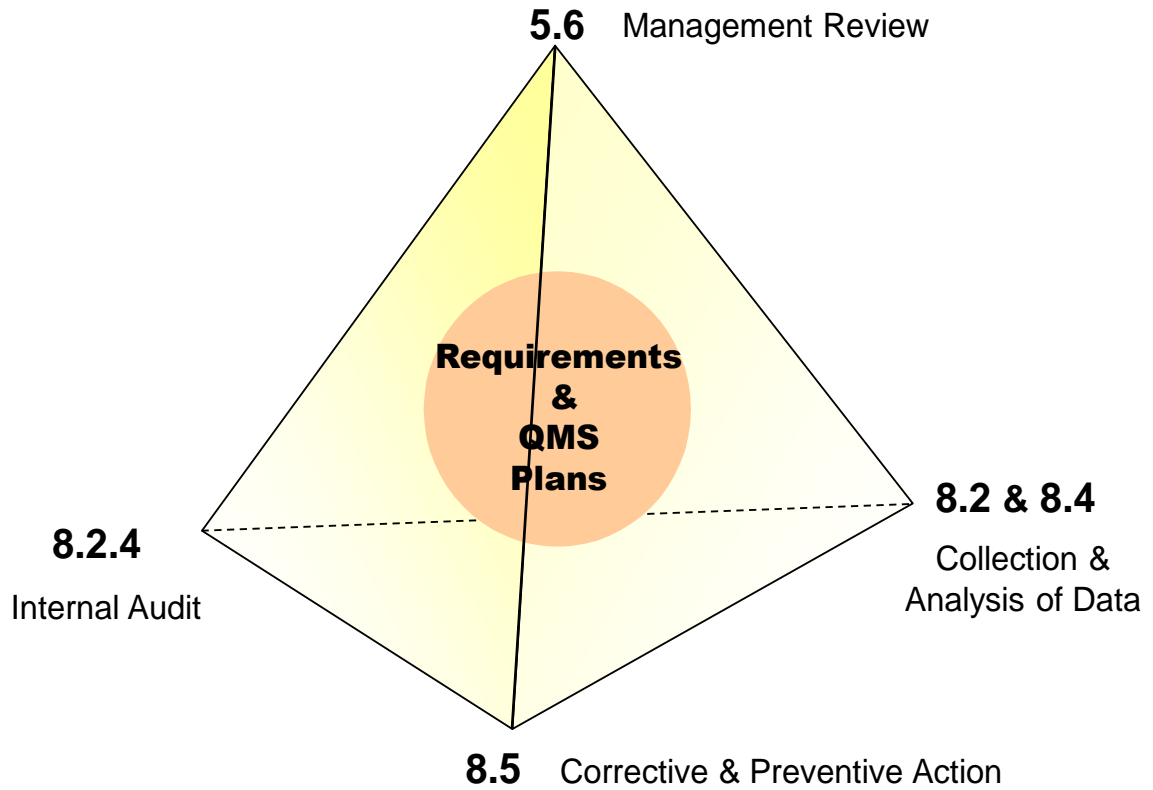 5.6 Management Review
Requirements
&
QMS
Plans
8.2.4
Internal Audit
8.2 & 8.4
Collection &
Analysis of Data
8.5 Corrective & Preventive Action